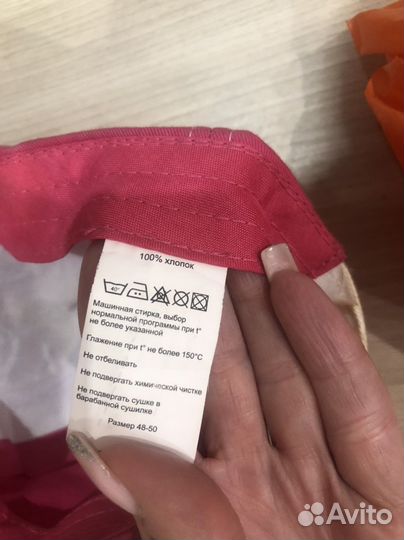 100% хлопок
40°
Машинная стирка, выбор
нормальной программы при t°
не более указанной
Глажение при t° не более 150°C
Не отбеливать
Не подвергать химической чистке
Не подвергать сушке в
барабанной сушилке
Размер 48-50
Avito